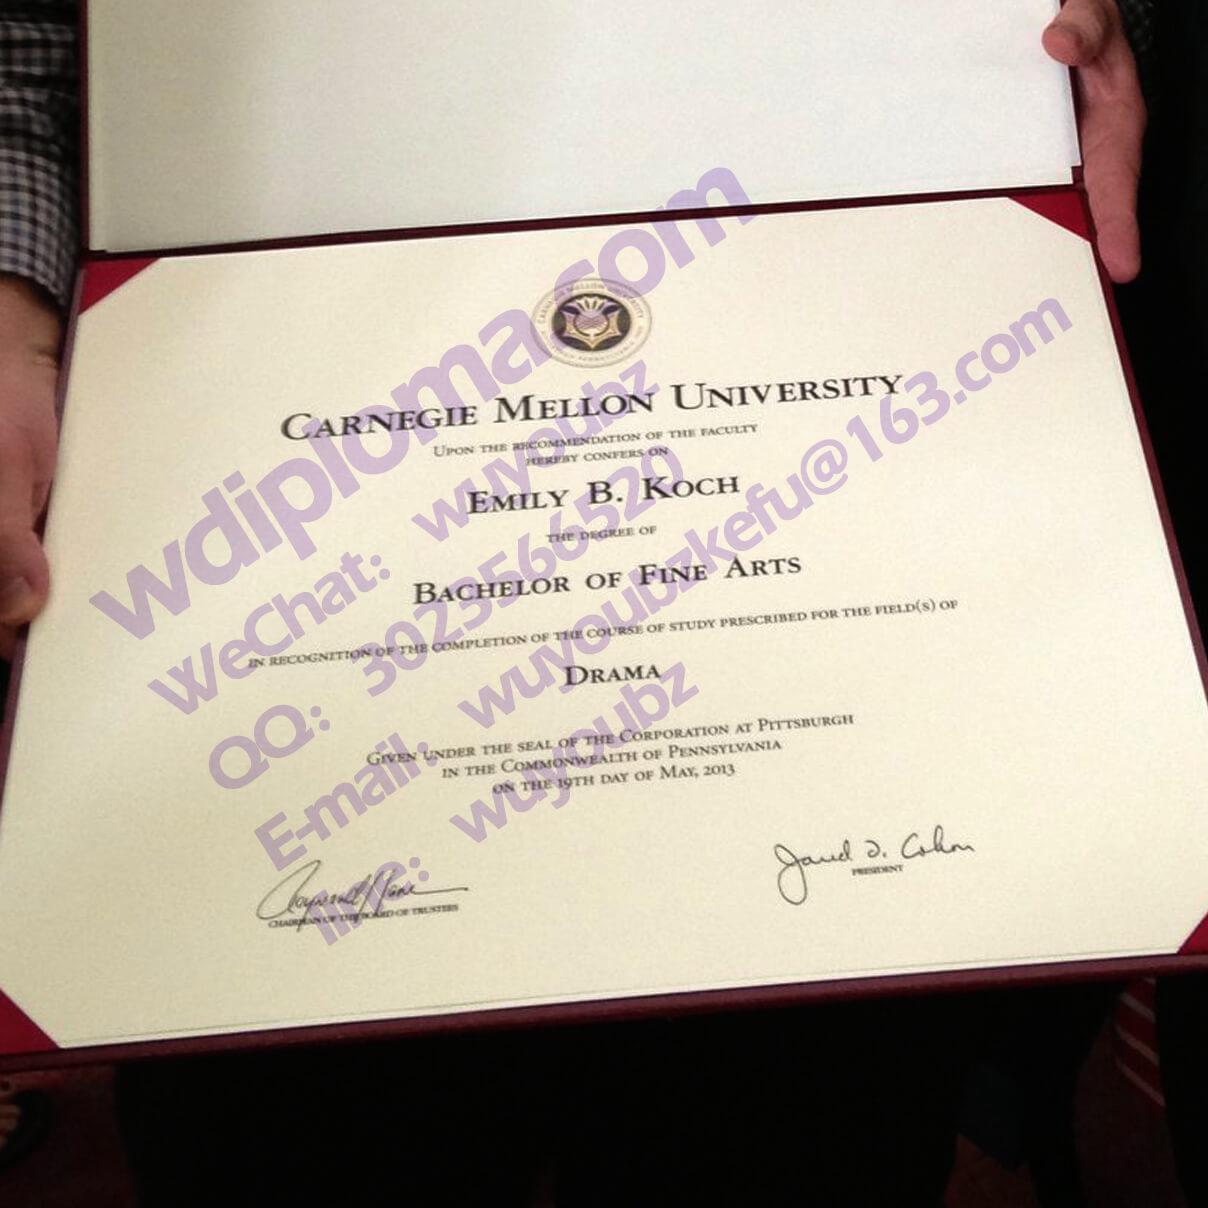 CARNEGIE MELLON UNIVERSITY
CARNEGIE MELLON UNIVERSITY
UPON THE RECOMMENDATION OF THE FACULTY
HEREBY CONFERS ON
EMILY B. KOCH
THE DEGREE OF
BACHELOR OF FINE ARTS
IN RECOGNITION OF THE COMPLETION OF THE COURSE OF STUDY PRESCRIBED FOR THE FIELD(S) OF
DRAMA
GIVEN UNDER THE SEAL OF THE CORPORATION AT PITTSBURGH
IN THE COMMONWEALTH OF PENNSYLVANIA
ON THE 19TH DAY OF MAY, 2013
CHAIRMAN OF THE BOARD OF TRUSTEES
PRESIDENT
wdiploma.com
WeChat: wuyoubz
QQ: 3023566520
E-mail: wuyoubzkefu@163.com
line: wuyoubz